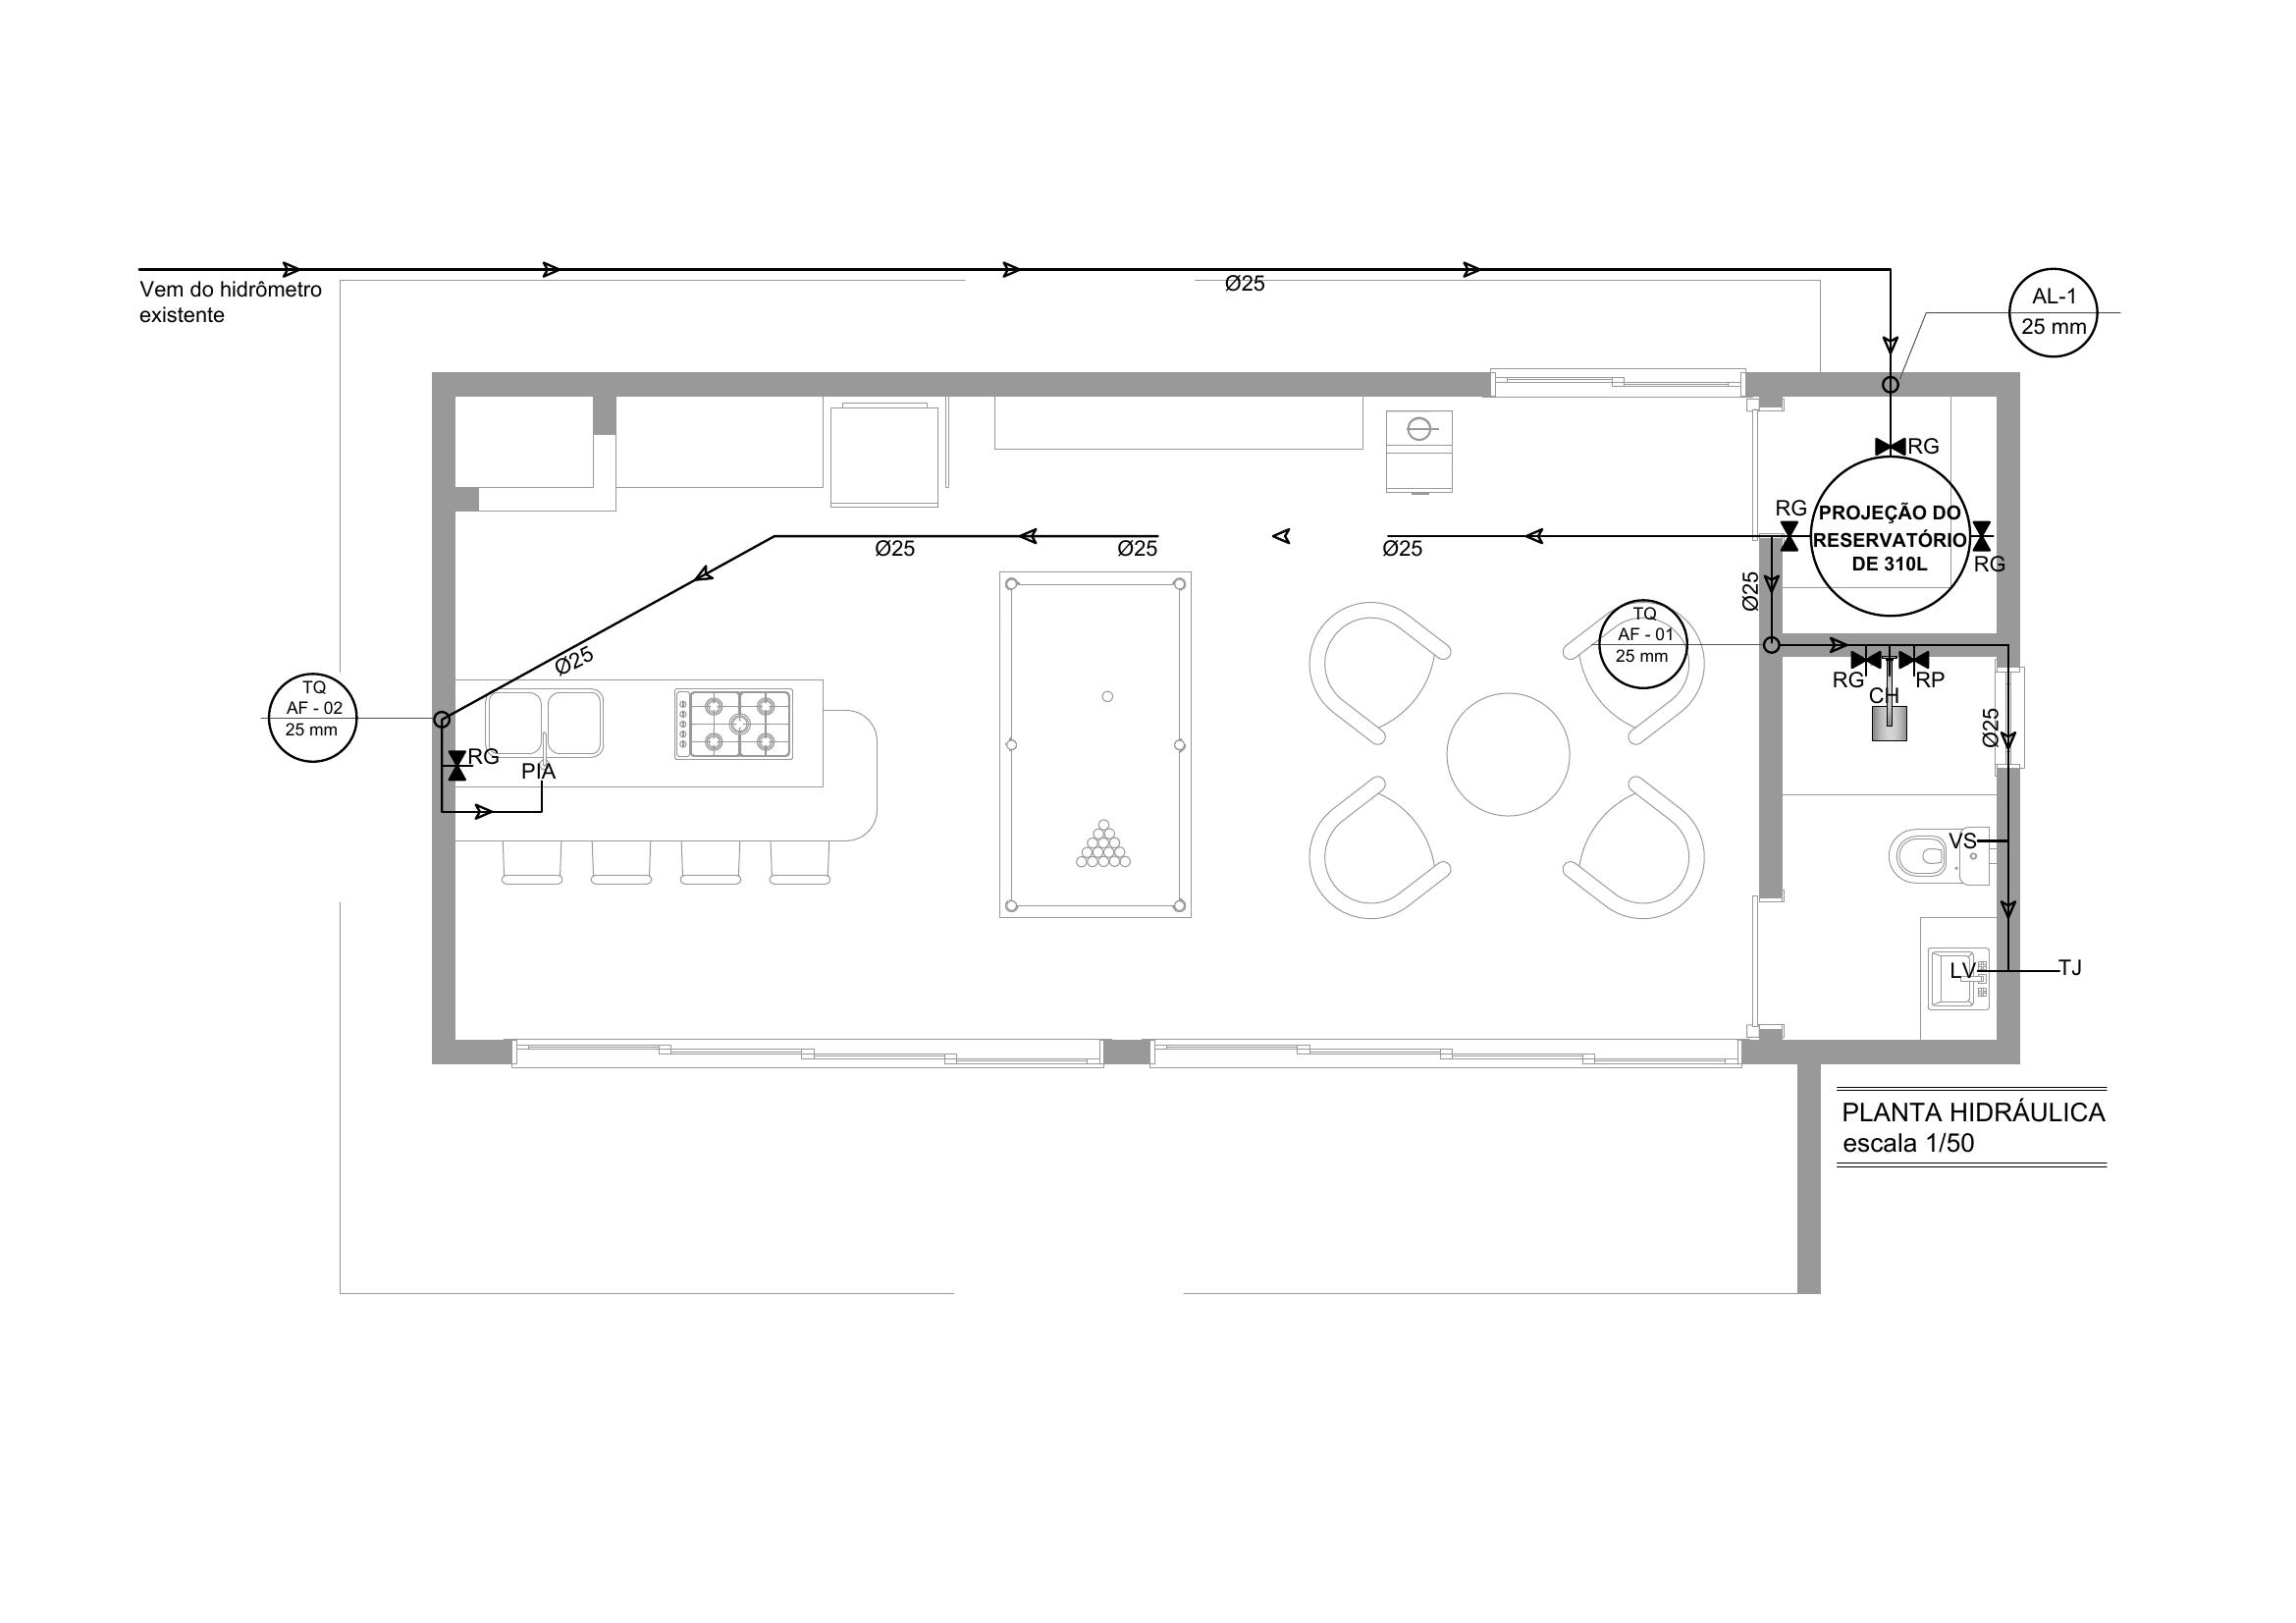 Vem do hidrômetro
existente
Ø25
AL-1
25 mm
RG
RG
PROJEÇÃO DO
RESERVATÓRIO
DE 310L
RG
Ø25
Ø25
Ø25
Ø25
TQ
AF - 01
25 mm
Ø25
TQ
AF - 02
25 mm
RG
PIA
RG
CH
RP
Ø25
VS
LV
TJ
PLANTA HIDRÁULICA
escala 1/50